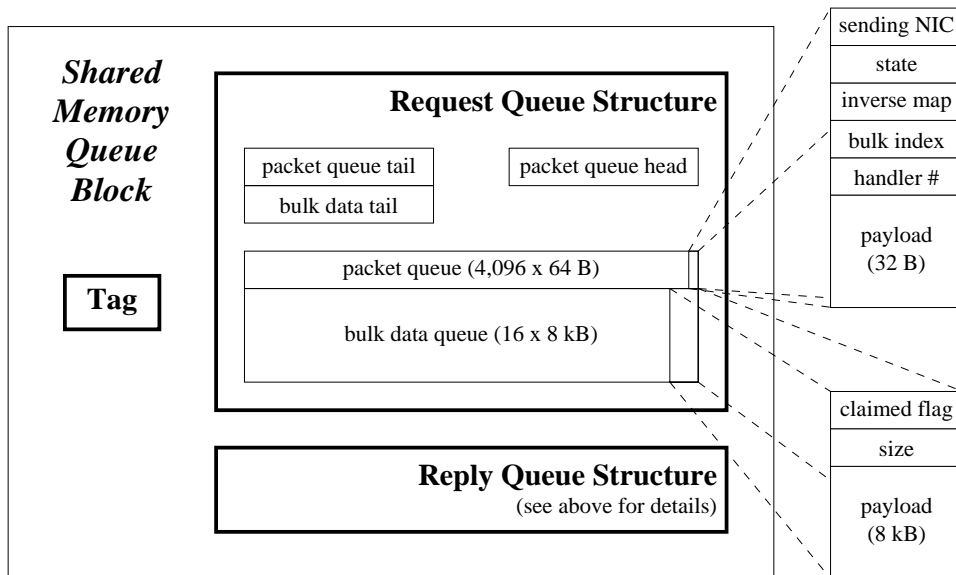 Shared
Memory
Queue
Block
Tag
Request Queue Structure
packet queue tail
bulk data tail
packet queue head
packet queue (4,096 x 64 B)
bulk data queue (16 x 8 kB)
Reply Queue Structure
(see above for details)
sending NIC
state
inverse map
bulk index
handler #
payload
(32 B)
claimed flag
size
payload
(8 kB)